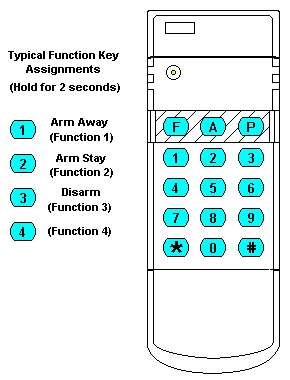 Typical Function Key
Assignments
(Hold for 2 seconds)
1 Arm Away
(Function 1)
2 Arm Stay
(Function 2)
3 Disarm
(Function 3)
4 (Function 4)
F A P
1 2 3
4 5 6
7 8 9
* 0 #